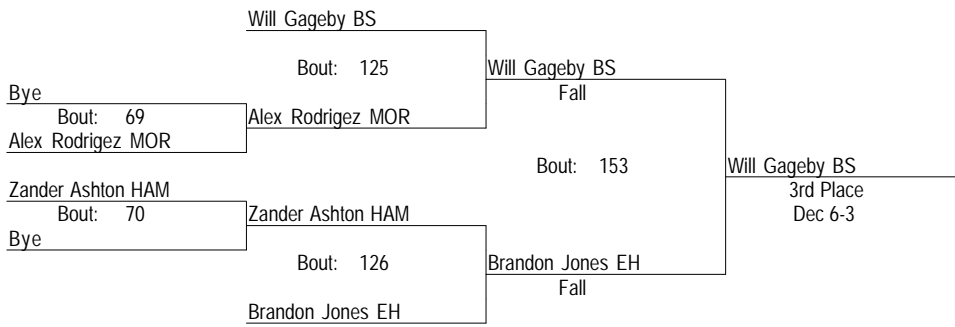 Will Gageby BS
Bout: 125
Will Gageby BS
Fall
Bye
Bout: 69
Alex Rodrigez MOR
Alex Rodrigez MOR
Bout: 153
Will Gageby BS
3rd Place
Dec 6-3
Zander Ashton HAM
Bout: 70
Zander Ashton HAM
Bye
Bout: 126
Brandon Jones EH
Fall
Brandon Jones EH